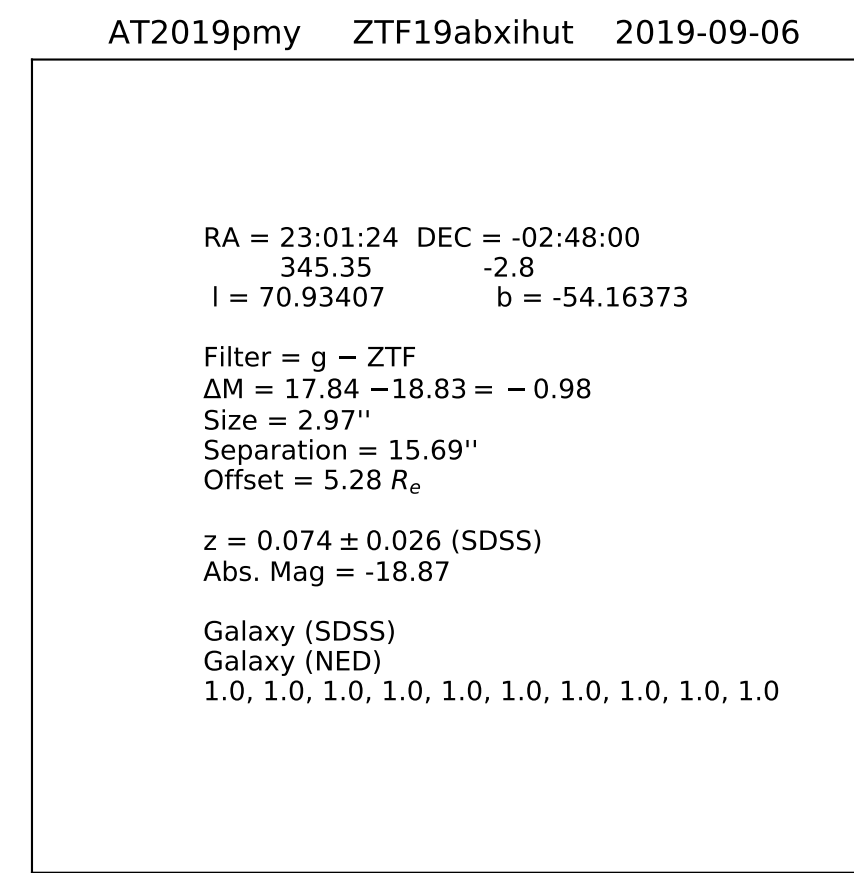 AT2019pmy ZTF19abxihut 2019-09-06
RA = 23:01:24 DEC = -02:48:00
345.35 -2.8
l = 70.93407 b = -54.16373
Filter = g − ZTF
ΔM = 17.84 −18.83 = − 0.98
Size = 2.97''
Separation = 15.69''
Offset = 5.28 Re
z = 0.074 ± 0.026 (SDSS)
Abs. Mag = -18.87
Galaxy (SDSS)
Galaxy (NED)
1.0, 1.0, 1.0, 1.0, 1.0, 1.0, 1.0, 1.0, 1.0, 1.0